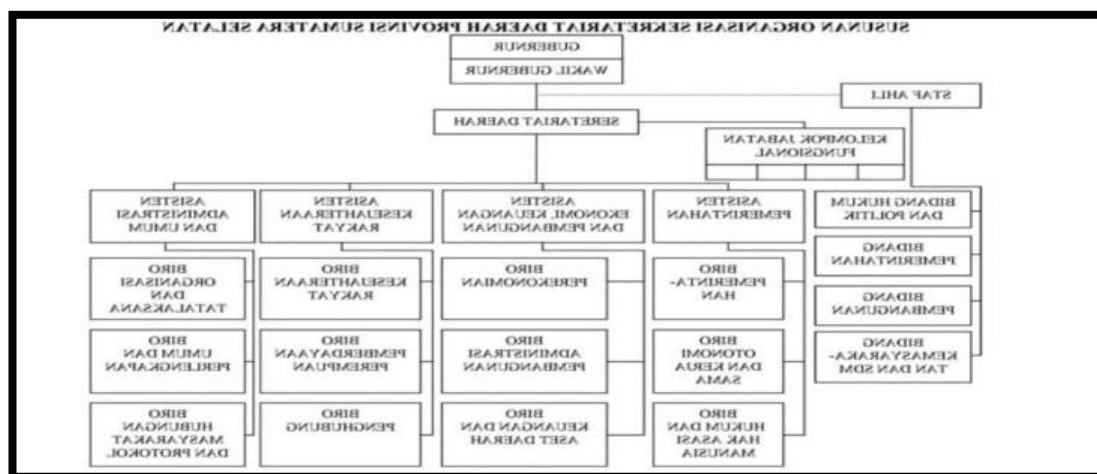 SUSUNAN ORGANISASI SEKRETARIAT DAERAH PROVINSI SUMATERA SELATAN
GUBERNUR
WAKIL GUBERNUR
STAF AHLI
SERETARIAT DAERAH
KELOMPOK JABATAN
FUNGSIONAL
BIDANG HUKUM
DAN POLITIK
BIDANG
PEMERINTAHAN
BIDANG
PEMBANGUNAN
BIDANG
KEMASYARAKA-
TAN DAN SDM
ASISTEN
PEMERINTAHAN
BIRO
PEMERINTA-
HAN
BIRO
OTONOMI
DAN KERJA
SAMA
BIRO
HUKUM DAN
HAK ASASI
MANUSIA
ASISTEN
EKONOMI, KEUANGAN
DAN PEMBANGUNAN
BIRO
PEREKONOMIAN
BIRO
ADMINISTRASI
PEMBANGUNAN
BIRO
KEUANGAN DAN
ASET DAERAH
ASISTEN
KESEJAHTERAAN
RAKYAT
BIRO
KESEJAHTERAAN
RAKYAT
BIRO
PEMBERDAYAAN
PEREMPUAN
BIRO
PENGHUBUNG
ASISTEN
ADMINISTRASI
DAN UMUM
BIRO
ORGANISASI
DAN
TATALAKSANA
BIRO
UMUM DAN
PERLENGKAPAN
BIRO
HUBUNGAN
MASYARAKAT
DAN PROTOKOL